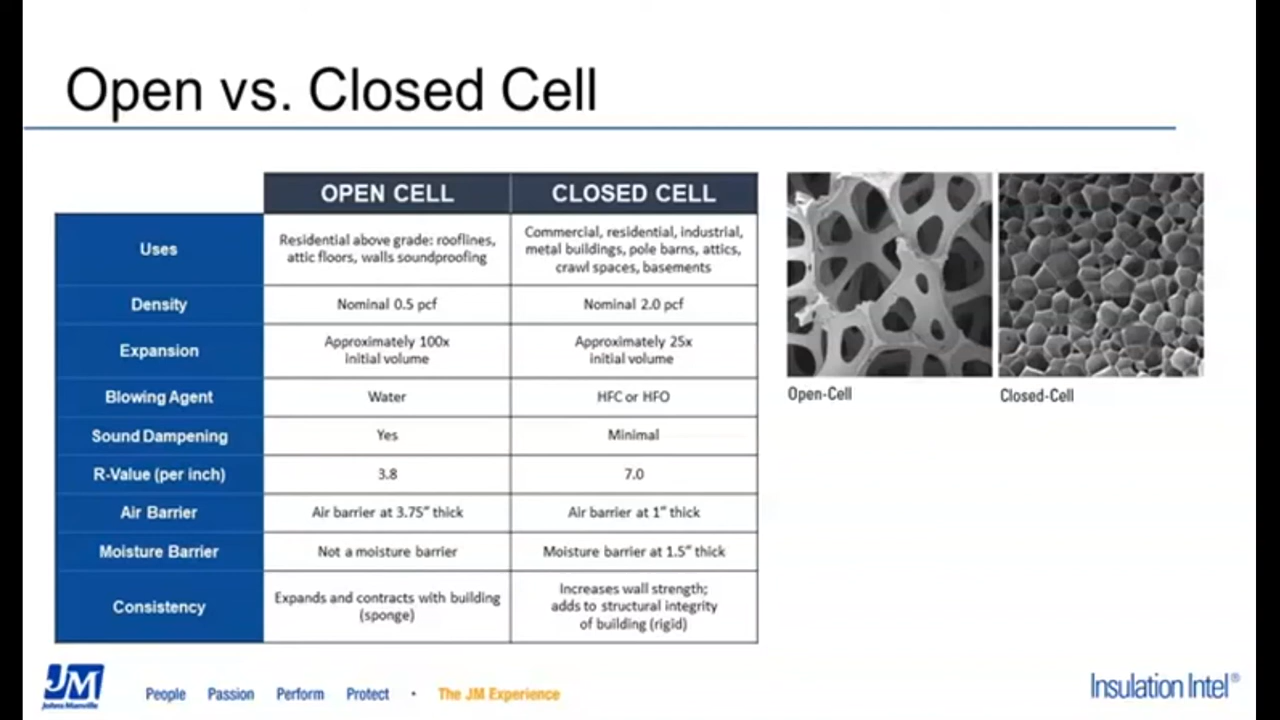 Open vs. Closed Cell
OPEN CELL
CLOSED CELL
Uses
Residential above grade: rooflines,
attic floors, walls soundproofing
Commercial, residential, industrial,
metal buildings, pole barns, attics,
crawl spaces, basements
Density
Nominal 0.5 pcf
Nominal 2.0 pcf
Expansion
Approximately 100x
initial volume
Approximately 25x
initial volume
Blowing Agent
Water
HFC or HFO
Sound Dampening
Yes
Minimal
R-Value (per inch)
3.8
7.0
Air Barrier
Air barrier at 3.75" thick
Air barrier at 1" thick
Moisture Barrier
Not a moisture barrier
Moisture barrier at 1.5" thick
Consistency
Expands and contracts with building
(sponge)
Increases wall strength;
adds to structural integrity
of building (rigid)
Open-Cell
Closed-Cell
JM
Johns Manville
People Passion Perform Protect • The JM Experience
Insulation Intel®